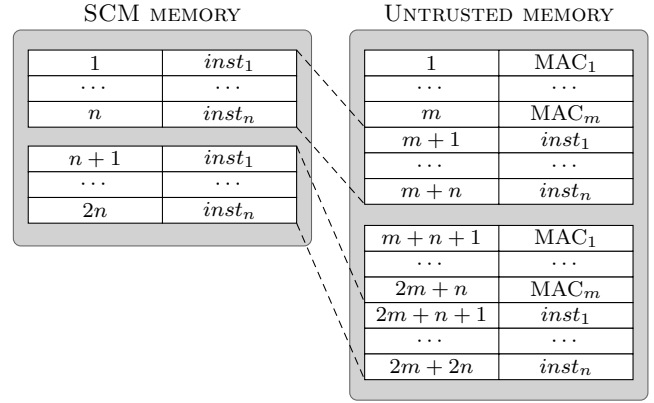 SCM MEMORY
1 inst₁
... ...
n instₙ
n + 1 inst₁
... ...
2n instₙ
UNTRUSTED MEMORY
1 MAC₁
... ...
m MACₘ
m + 1 inst₁
... ...
m + n instₙ
m + n + 1 MAC₁
... ...
2m + n MACₘ
2m + n + 1 inst₁
... ...
2m + 2n instₙ